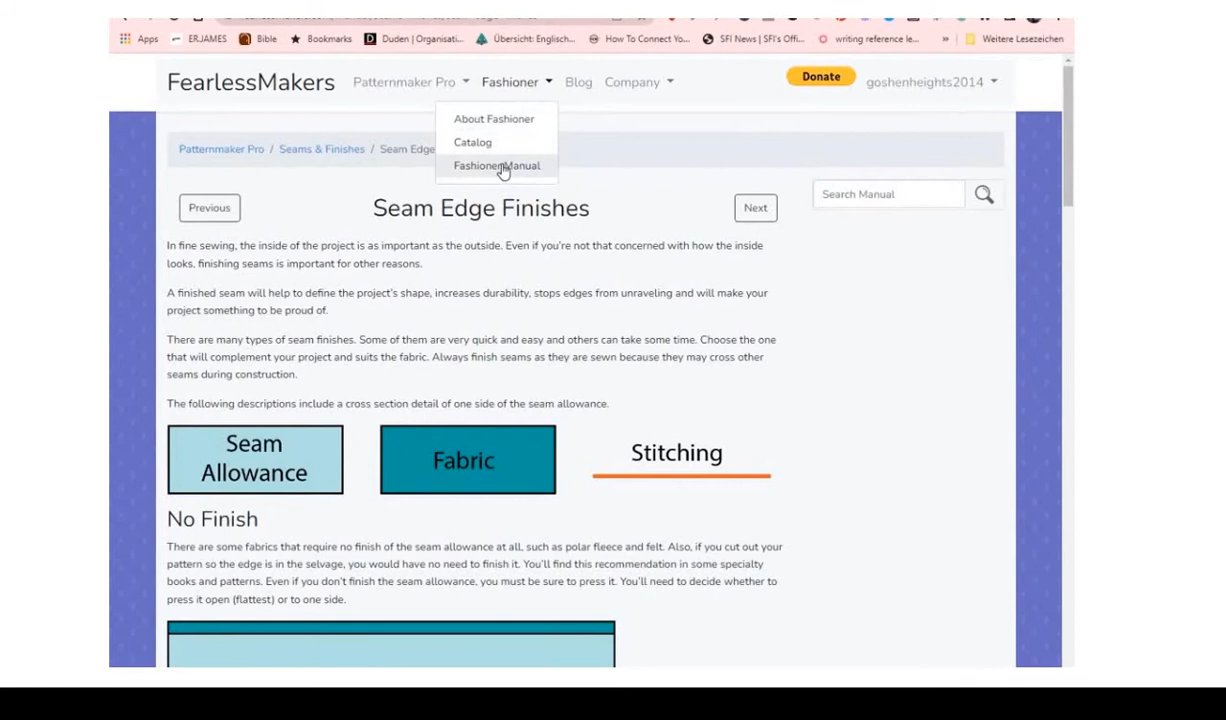 Apps ERJAMES Bible Bookmarks Duden | Organisati... Übersicht: Englisch... How To Connect Yo... SFI News | SFI's Offi... writing reference le... » Weitere Lesezeichen
FearlessMakers Patternmaker Pro Fashioner Blog Company Donate goshenheights2014
About Fashioner
Catalog
Fashioner Manual
Patternmaker Pro / Seams & Finishes / Seam Edge
Search Manual
Previous Seam Edge Finishes Next
In fine sewing, the inside of the project is as important as the outside. Even if you're not that concerned with how the inside
looks, finishing seams is important for other reasons.
A finished seam will help to define the project's shape, increases durability, stops edges from unraveling and will make your
project something to be proud of.
There are many types of seam finishes. Some of them are very quick and easy and others can take some time. Choose the one
that will complement your project and suits the fabric. Always finish seams as they are sewn because they may cross other
seams during construction.
The following descriptions include a cross section detail of one side of the seam allowance.
Seam
Allowance
Fabric
Stitching
No Finish
There are some fabrics that require no finish of the seam allowance at all, such as polar fleece and felt. Also, if you cut out your
pattern so the edge is in the selvage, you would have no need to finish it. You'll find this recommendation in some specialty
books and patterns. Even if you don't finish the seam allowance, you must be sure to press it. You'll need to decide whether to
press it open (flattest) or to one side.